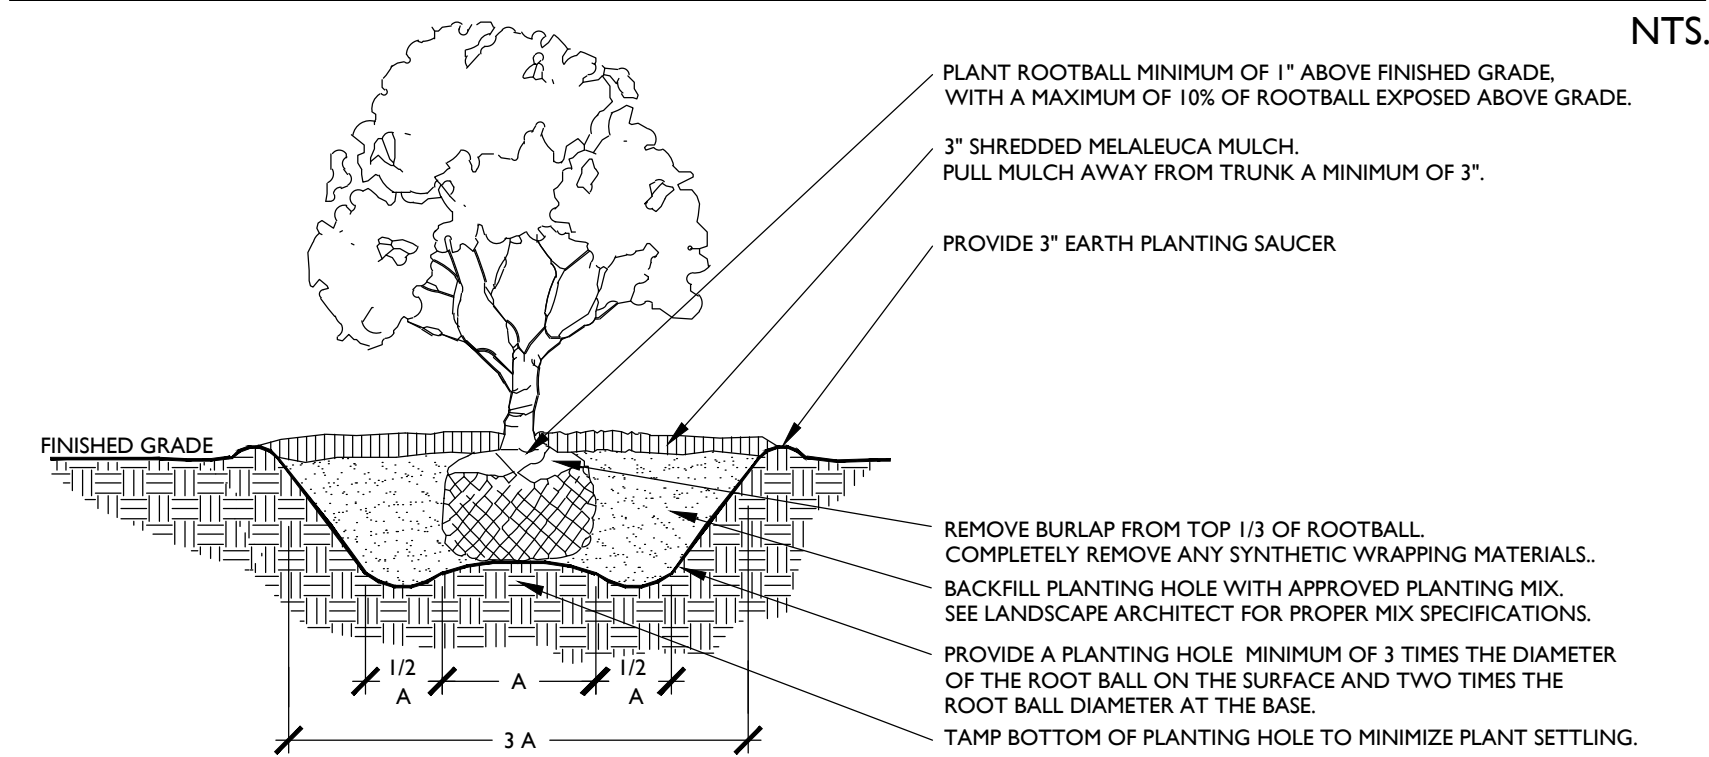 NTS.
PLANT ROOTBALL MINIMUM OF 1" ABOVE FINISHED GRADE,
WITH A MAXIMUM OF 10% OF ROOTBALL EXPOSED ABOVE GRADE.
3" SHREDDED MELALEUCA MULCH.
PULL MULCH AWAY FROM TRUNK A MINIMUM OF 3".
PROVIDE 3" EARTH PLANTING SAUCER
FINISHED GRADE
REMOVE BURLAP FROM TOP 1/3 OF ROOTBALL.
COMPLETELY REMOVE ANY SYNTHETIC WRAPPING MATERIALS..
BACKFILL PLANTING HOLE WITH APPROVED PLANTING MIX.
SEE LANDSCAPE ARCHITECT FOR PROPER MIX SPECIFICATIONS.
PROVIDE A PLANTING HOLE MINIMUM OF 3 TIMES THE DIAMETER
OF THE ROOT BALL ON THE SURFACE AND TWO TIMES THE
ROOT BALL DIAMETER AT THE BASE.
TAMP BOTTOM OF PLANTING HOLE TO MINIMIZE PLANT SETTLING.
1/2
A
A
1/2
A
3 A